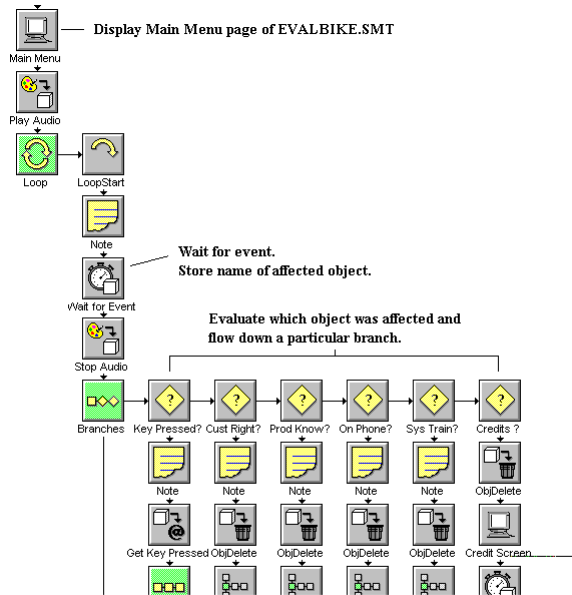 Display Main Menu page of EVALBIKE.SMT
Main Menu
Play Audio
Loop
LoopStart
Note
Wait for event.
Store name of affected object.
Wait for Event
Evaluate which object was affected and
flow down a particular branch.
Stop Audio
Branches Key Pressed? Cust Right? Prod Know? On Phone? Sys Train? Credits ?
Note Note Note Note Note ObjDelete
Get Key Pressed ObjDelete ObjDelete ObjDelete ObjDelete Credit Screen